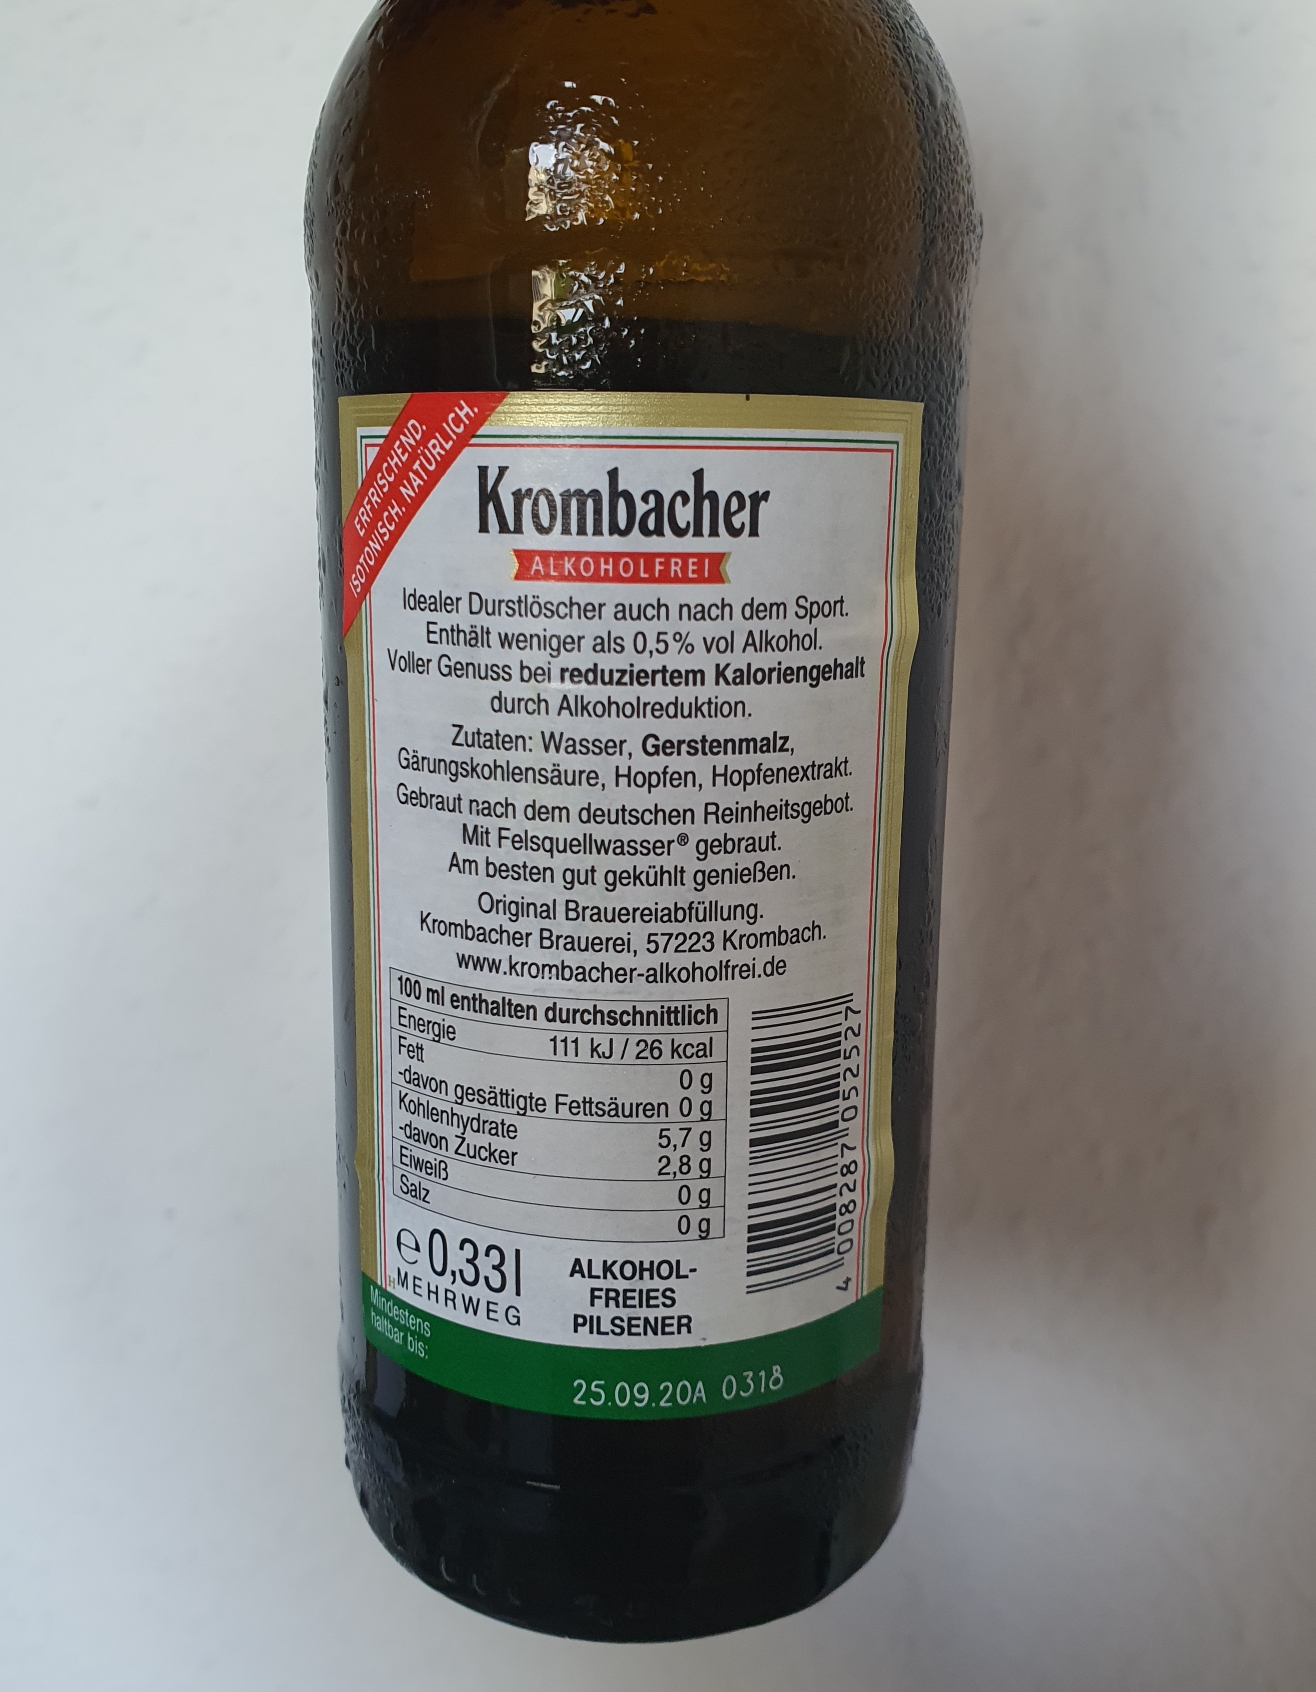 ERFRISCHEND.
ISOTONISCH. NATÜRLICH.
Krombacher
ALKOHOLFREI
Idealer Durstlöscher auch nach dem Sport.
Enthält weniger als 0,5% vol Alkohol.
Voller Genuss bei reduziertem Kaloriengehalt
durch Alkoholreduktion.
Zutaten: Wasser, Gerstenmalz,
Gärungskohlensäure, Hopfen, Hopfenextrakt.
Gebraut nach dem deutschen Reinheitsgebot.
Mit Felsquellwasser® gebraut.
Am besten gut gekühlt genießen.
Original Brauereiabfüllung.
Krombacher Brauerei, 57223 Krombach.
www.krombacher-alkoholfrei.de
100 ml enthalten durchschnittlich
Energie 111 kJ / 26 kcal
Fett 0 g
-davon gesättigte Fettsäuren 0 g
Kohlenhydrate 5,7 g
-davon Zucker 2,8 g
Eiweiß 0 g
Salz 0 g
4 008287 052527
℮ 0,33 l
MEHRWEG
ALKOHOL-
FREIES
PILSENER
Mindestens
haltbar bis:
25.09.20A 0318